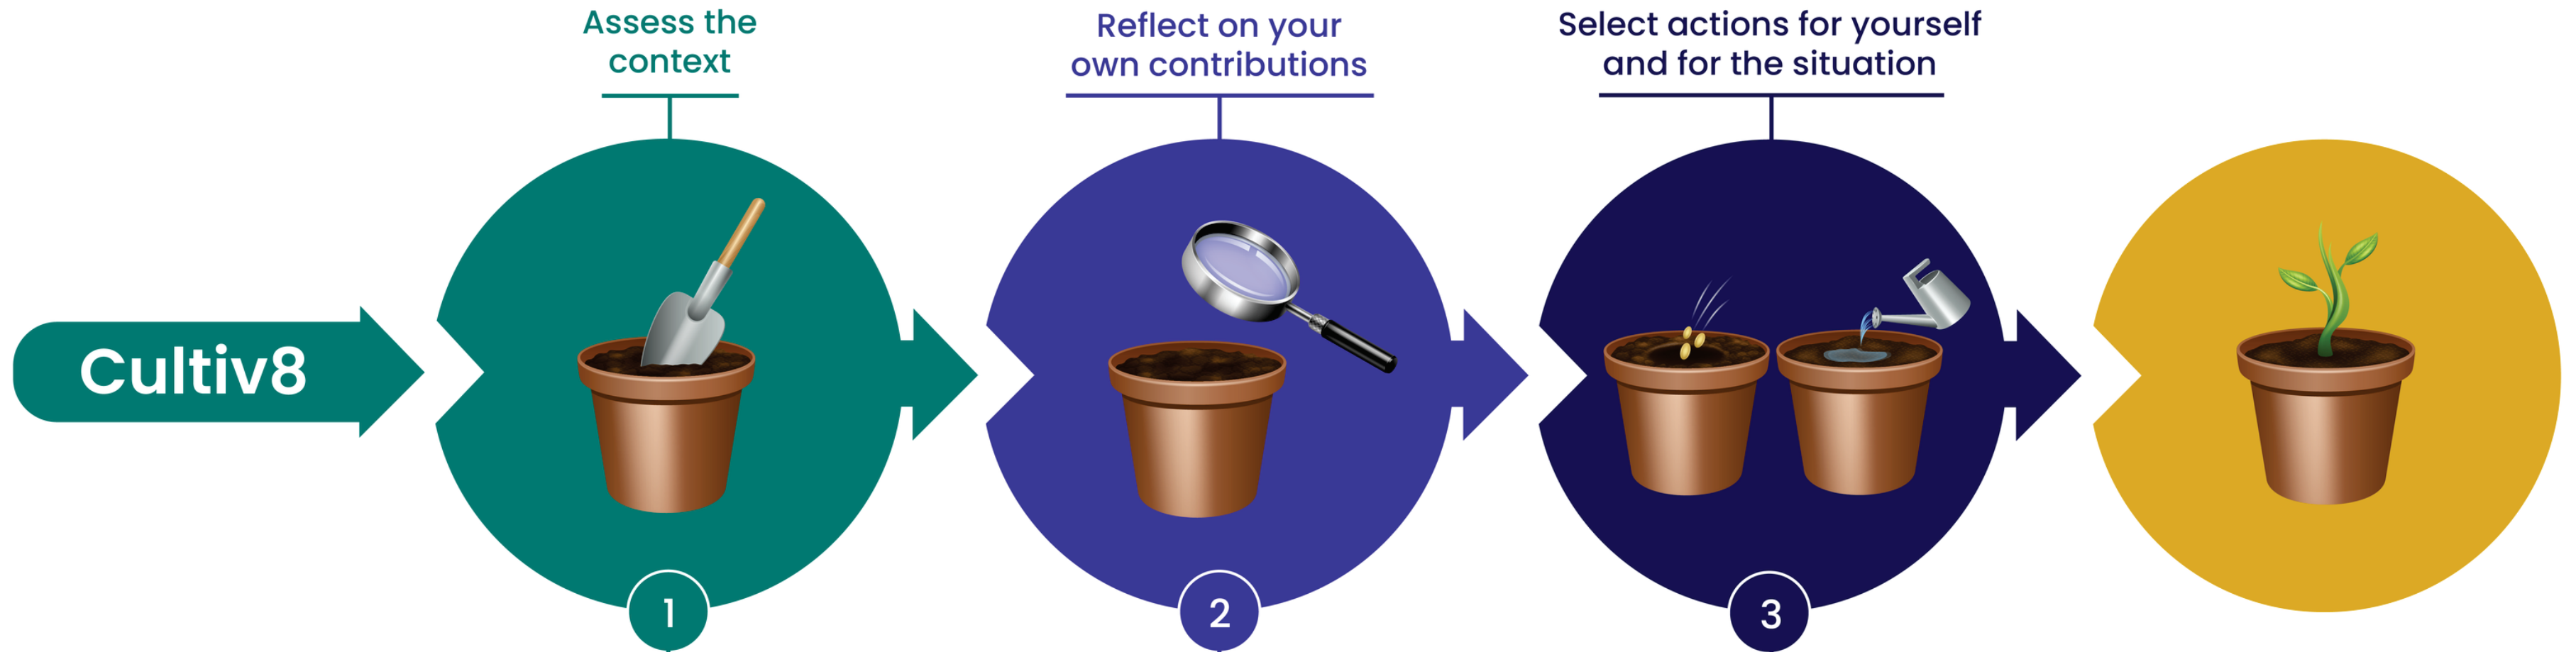 Assess the
context
Reflect on your
own contributions
Select actions for yourself
and for the situation
Cultiv8
1
2
3